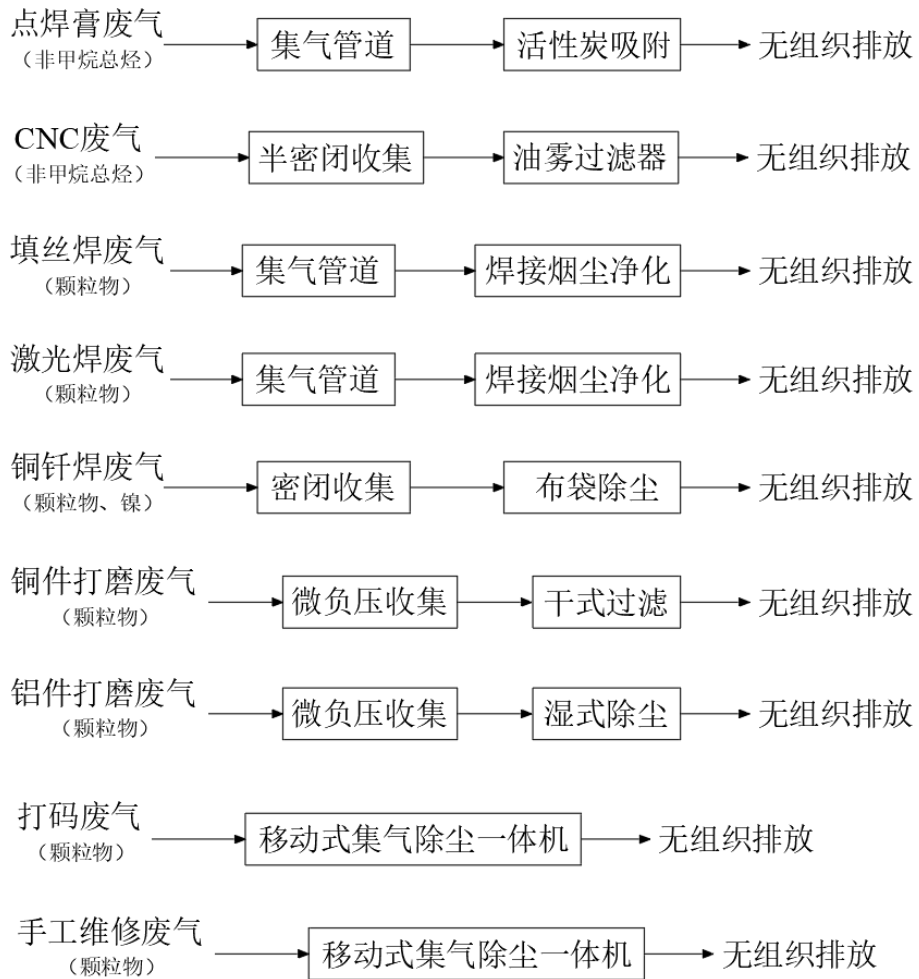 点焊膏废气 集气管道 活性炭吸附 无组织排放
（非甲烷总烃）
CNC废气 半密闭收集 油雾过滤器 无组织排放
（非甲烷总烃）
填丝焊废气 集气管道 焊接烟尘净化 无组织排放
（颗粒物）
激光焊废气 集气管道 焊接烟尘净化 无组织排放
（颗粒物）
铜钎焊废气 密闭收集 布袋除尘 无组织排放
（颗粒物、镍）
铜件打磨废气 微负压收集 干式过滤 无组织排放
（颗粒物）
铝件打磨废气 微负压收集 湿式除尘 无组织排放
（颗粒物）
打码废气 移动式集气除尘一体机 无组织排放
（颗粒物）
手工维修废气 移动式集气除尘一体机 无组织排放
（颗粒物）